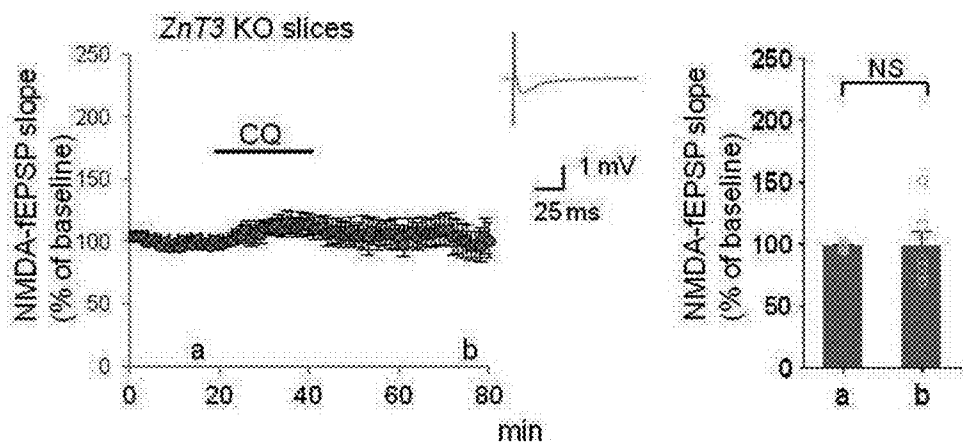 ZnT3 KO slices
NMDA-fEPSP slope
(% of baseline)
250
200
150
100
50
0
CQ
a
b
0
20
40
60
80
min
1 mV
25 ms
NMDA-fEPSP slope
(% of baseline)
250
200
150
100
50
0
NS
a
b